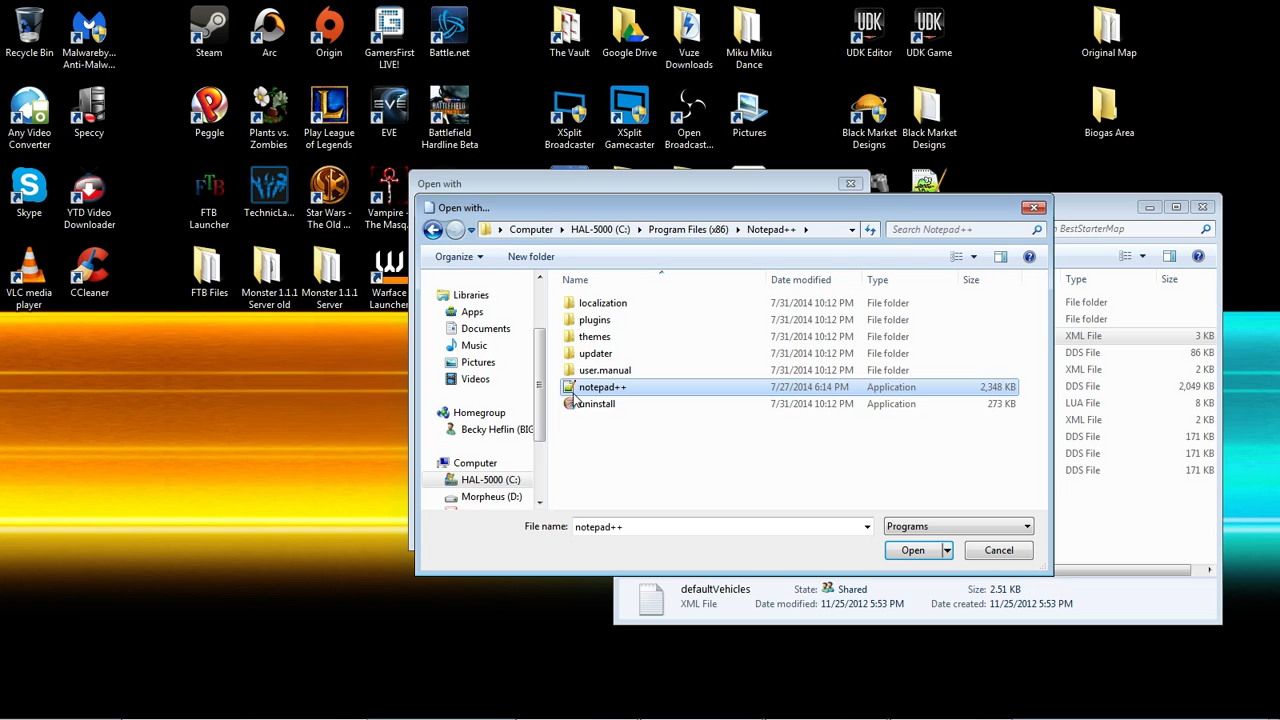 Recycle Bin
Malwareby... Anti-Malw...
Steam
Arc
Origin
GamersFirst LIVE!
Battle.net
The Vault
Google Drive
Vuze Downloads
Miku Miku Dance
UDK Editor
UDK Game
Original Map
Any Video Converter
Speccy
Peggle
Plants vs. Zombies
Play League of Legends
EVE
Battlefield Hardline Beta
XSplit Broadcaster
XSplit Gamecaster
Open Broadcast...
Pictures
Black Market Designs
Black Market Designs
Biogas Area
Skype
YTD Video Downloader
FTB Launcher
TechnicLa...
Star Wars - The Old ...
Vampire - The Masq...
VLC media player
CCleaner
FTB Files
Monster 1.1.1 Server old
Monster 1.1.1 Server
Warface Launcher
Open with
Open with...
Computer HAL-5000 (C:) Program Files (x86) Notepad++
Search Notepad++
BestStarterMap
Organize New folder
Name Date modified Type Size
Libraries
Apps
Documents
Music
Pictures
Videos
Homegroup
Becky Heflin (BIG
Computer
HAL-5000 (C:)
Morpheus (D:)
localization 7/31/2014 10:12 PM File folder
plugins 7/31/2014 10:12 PM File folder
themes 7/31/2014 10:12 PM File folder
updater 7/31/2014 10:12 PM File folder
user.manual 7/31/2014 10:12 PM File folder
notepad++ 7/27/2014 6:14 PM Application 2,348 KB
uninstall 7/31/2014 10:12 PM Application 273 KB
File name: notepad++ Programs
Open Cancel
Type Size
File folder
File folder
XML File 3 KB
DDS File 86 KB
XML File 2 KB
DDS File 2,049 KB
LUA File 8 KB
XML File 2 KB
DDS File 171 KB
DDS File 171 KB
DDS File 171 KB
defaultVehicles State: Shared Size: 2.51 KB
XML File Date modified: 11/25/2012 5:53 PM Date created: 11/25/2012 5:53 PM